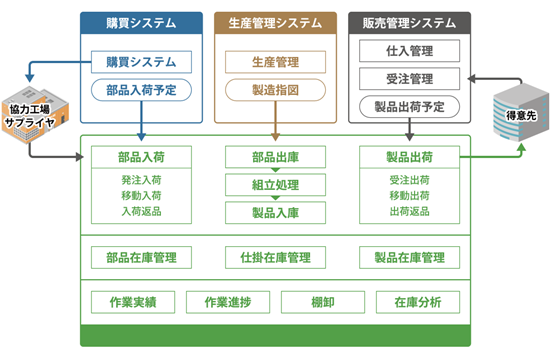 購買システム
生産管理システム
販売管理システム
購買システム
部品入荷予定
生産管理
製造指図
仕入管理
受注管理
製品出荷予定
協力工場
サプライヤ
得意先
部品入荷
発注入荷
移動入荷
入荷返品
部品出庫
組立処理
製品入庫
製品出荷
受注出荷
移動出荷
出荷返品
部品在庫管理
仕掛在庫管理
製品在庫管理
作業実績
作業進捗
棚卸
在庫分析